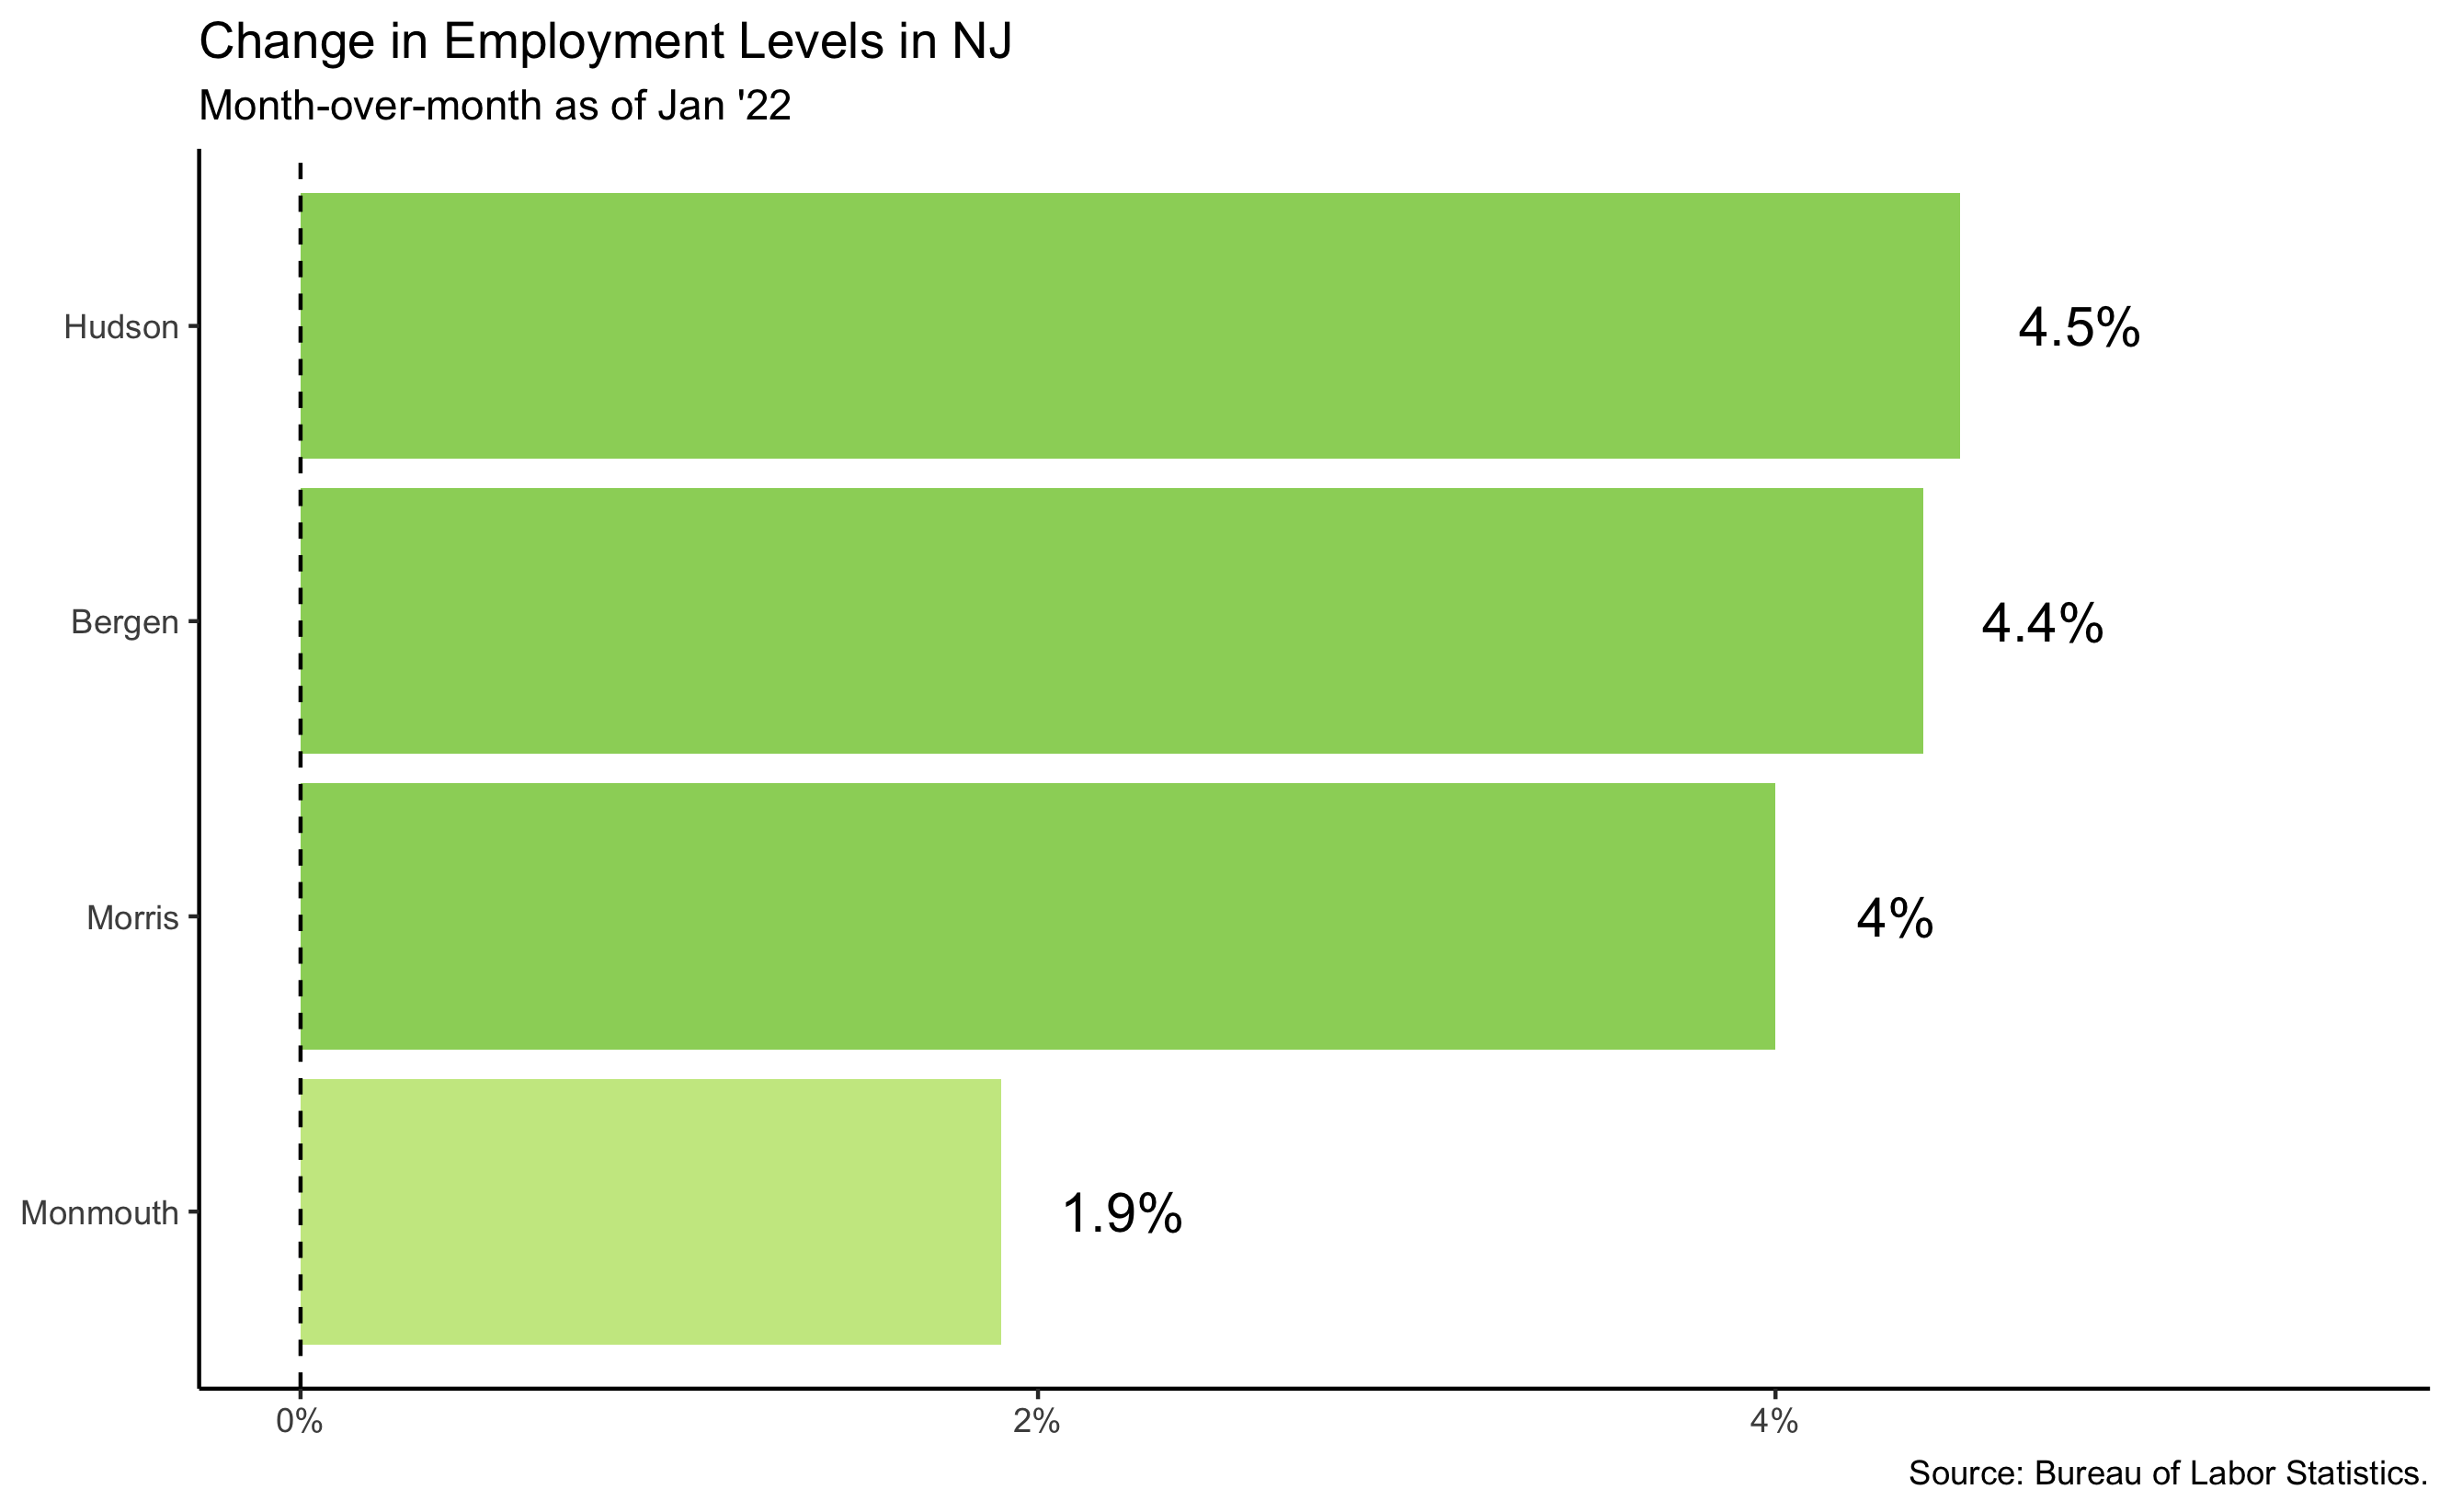 Change in Employment Levels in NJ
Month-over-month as of Jan '22
Hudson
4.5%
Bergen
4.4%
Morris
4%
Monmouth
1.9%
0%
2%
4%
Source: Bureau of Labor Statistics.